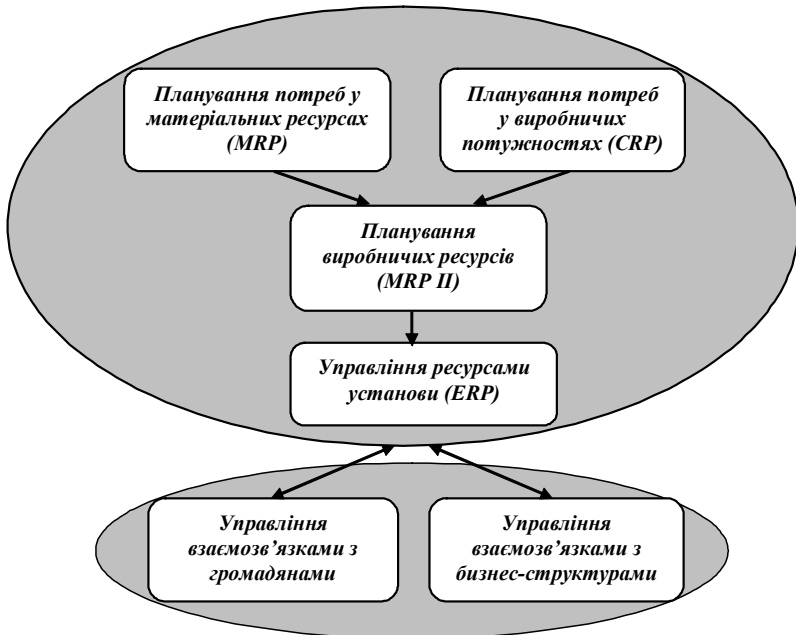 Планування потреб у
матеріальних ресурсах
(MRP)
Планування потреб
у виробничих
потужностях (CRP)
Планування
виробничих ресурсів
(MRP II)
Управління ресурсами
установи (ERP)
Управління
взаємозв’язками з
громадянами
Управління
взаємозв’язками з
бизнес-структурами